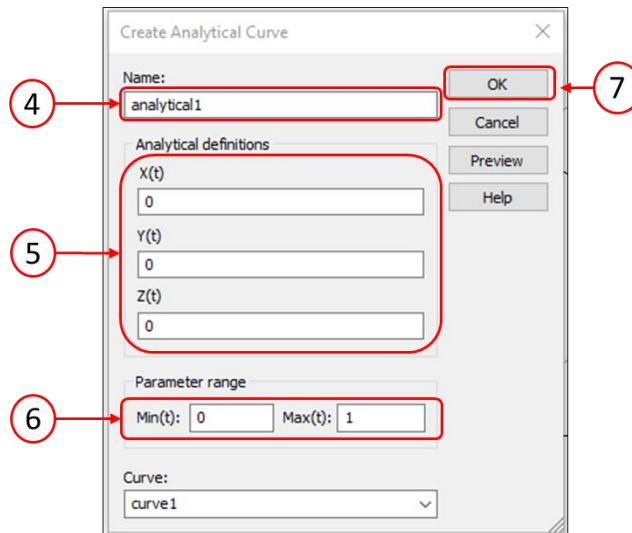 Create Analytical Curve
Name:
4
analytical1
OK
7
Cancel
Analytical definitions
Preview
X(t)
0
Help
5
Y(t)
0
Z(t)
0
Parameter range
6
Min(t): 0 Max(t): 1
Curve:
curve1